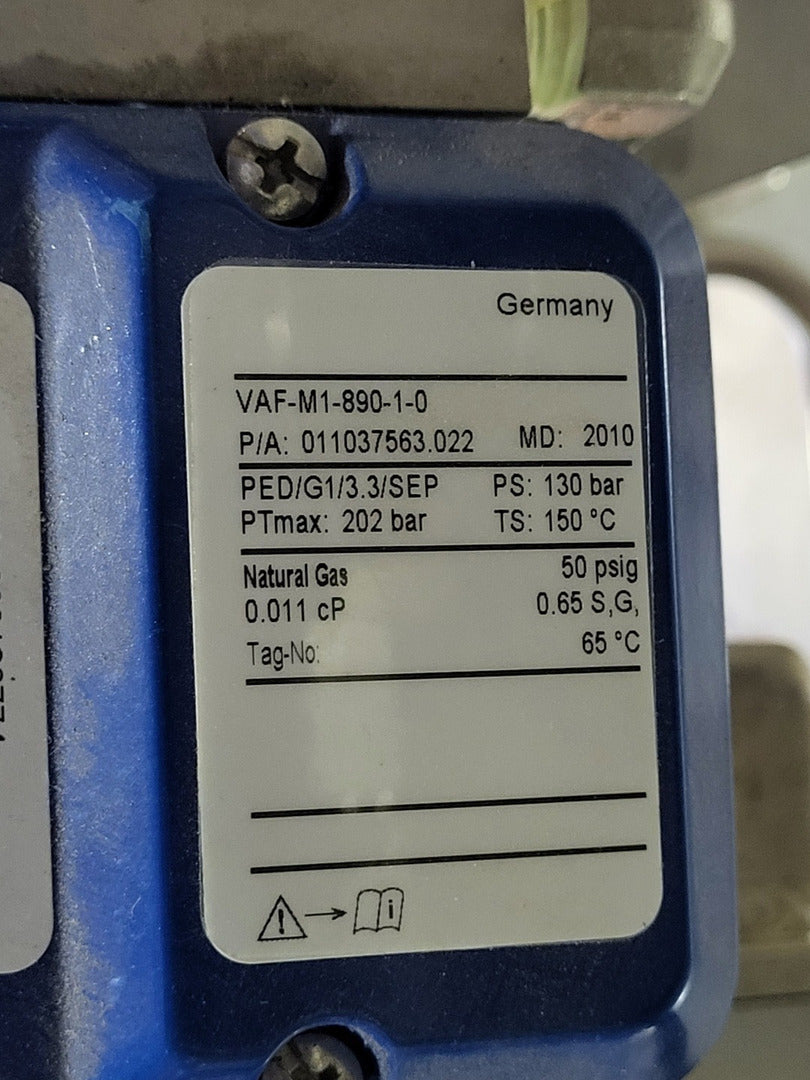 Germany
VAF-M1-890-1-0
P/A: 011037563.022 MD: 2010
PED/G1/3.3/SEP PS: 130 bar
PTmax: 202 bar TS: 150 °C
Natural Gas 50 psig
0.011 cP 0.65 S,G,
Tag-No: 65 °C